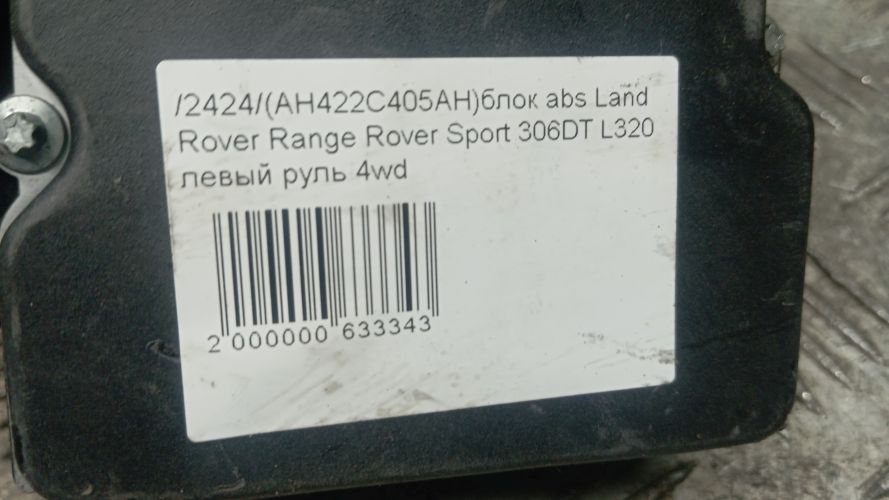 /2424/(AH422C405AH)блок abs Land
Rover Range Rover Sport 306DT L320
левый руль 4wd
2 000000 633343